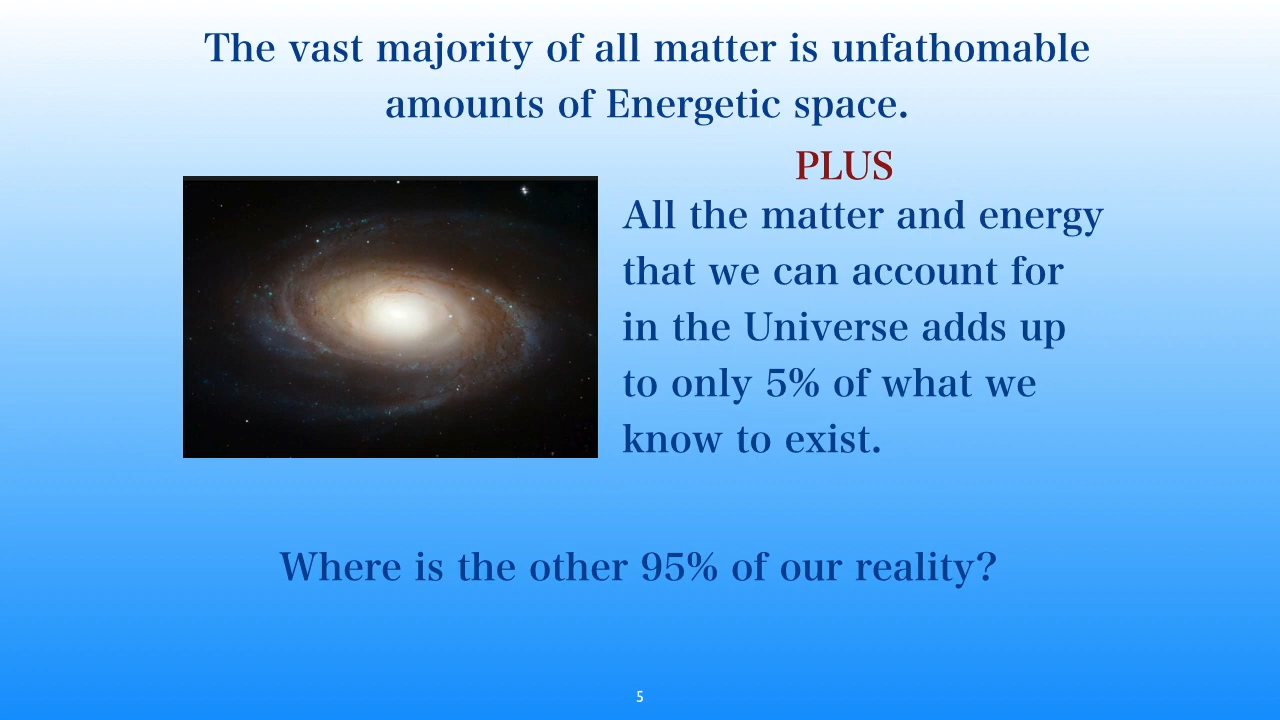 The vast majority of all matter is unfathomable
amounts of Energetic space.
PLUS
All the matter and energy
that we can account for
in the Universe adds up
to only 5% of what we
know to exist.
Where is the other 95% of our reality?
5